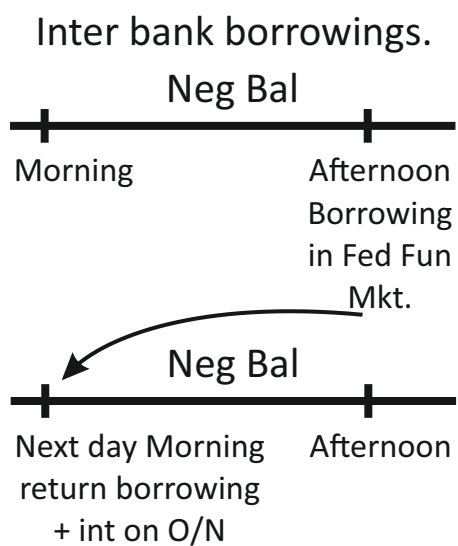 Inter bank borrowings.
Neg Bal
Morning
Afternoon
Borrowing
in Fed Fun
Mkt.
Neg Bal
Next day Morning
return borrowing
+ int on O/N
Afternoon